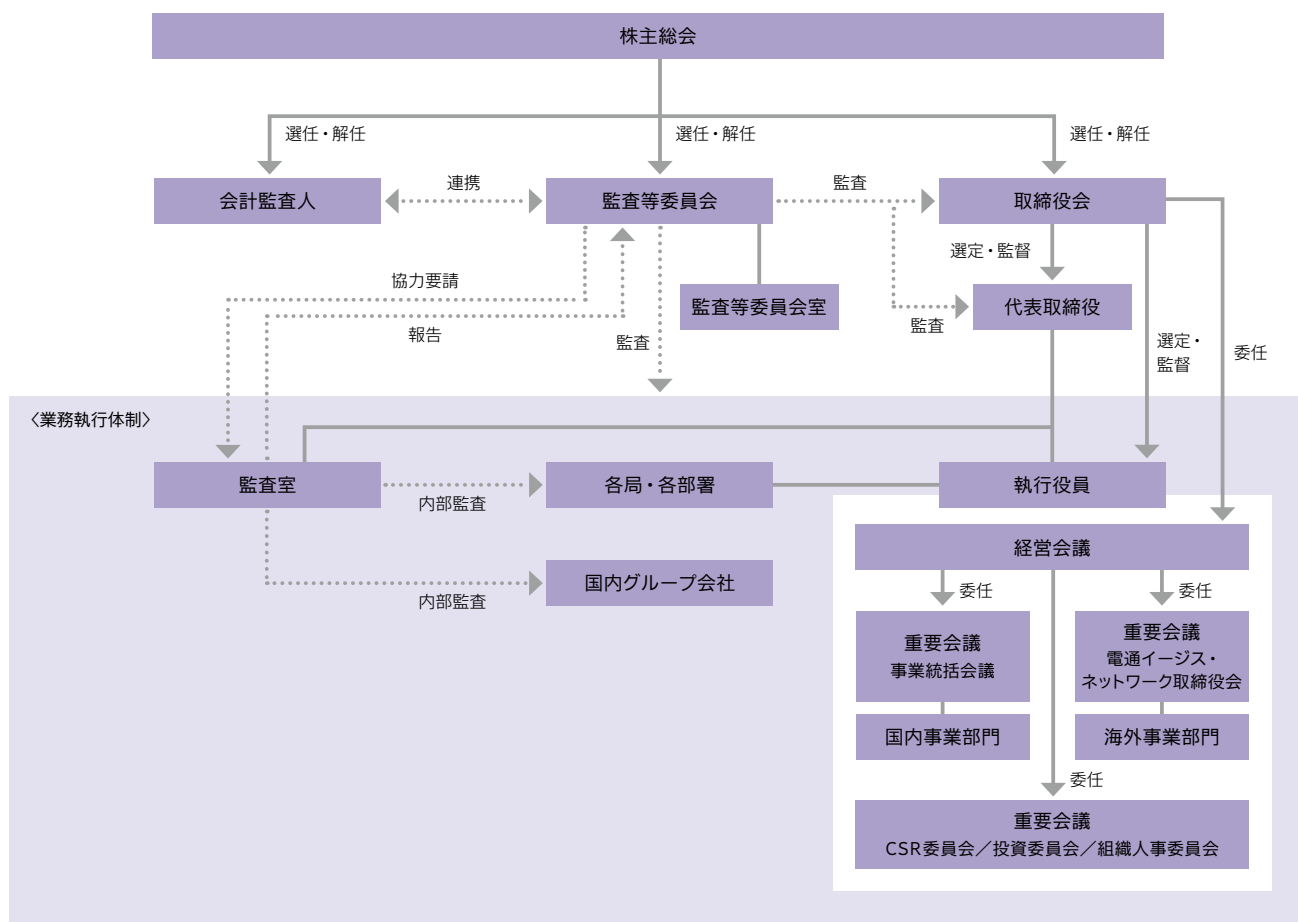 株主総会
選任・解任
選任・解任
選任・解任
会計監査人
連携
監査等委員会
監査
取締役会
選定・監督
協力要請
監査等委員会室
代表取締役
報告
監査
監査
選定・
監督
委任
〈業務執行体制〉
監査室
内部監査
各局・各部署
執行役員
経営会議
国内グループ会社
内部監査
委任
委任
重要会議
事業統括会議
重要会議
電通イージス・
ネットワーク取締役会
国内事業部門
海外事業部門
委任
重要会議
CSR委員会／投資委員会／組織人事委員会